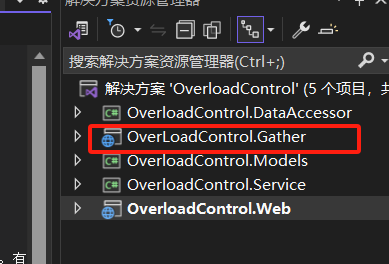 解决方案资源管理器
搜索解决方案资源管理器(Ctrl+;)
解决方案 'OverloadControl' (5 个项目，共
OverloadControl.DataAccessor
OverLoadControl.Gather
OverloadControl.Models
OverloadControl.Service
OverloadControl.Web
。有